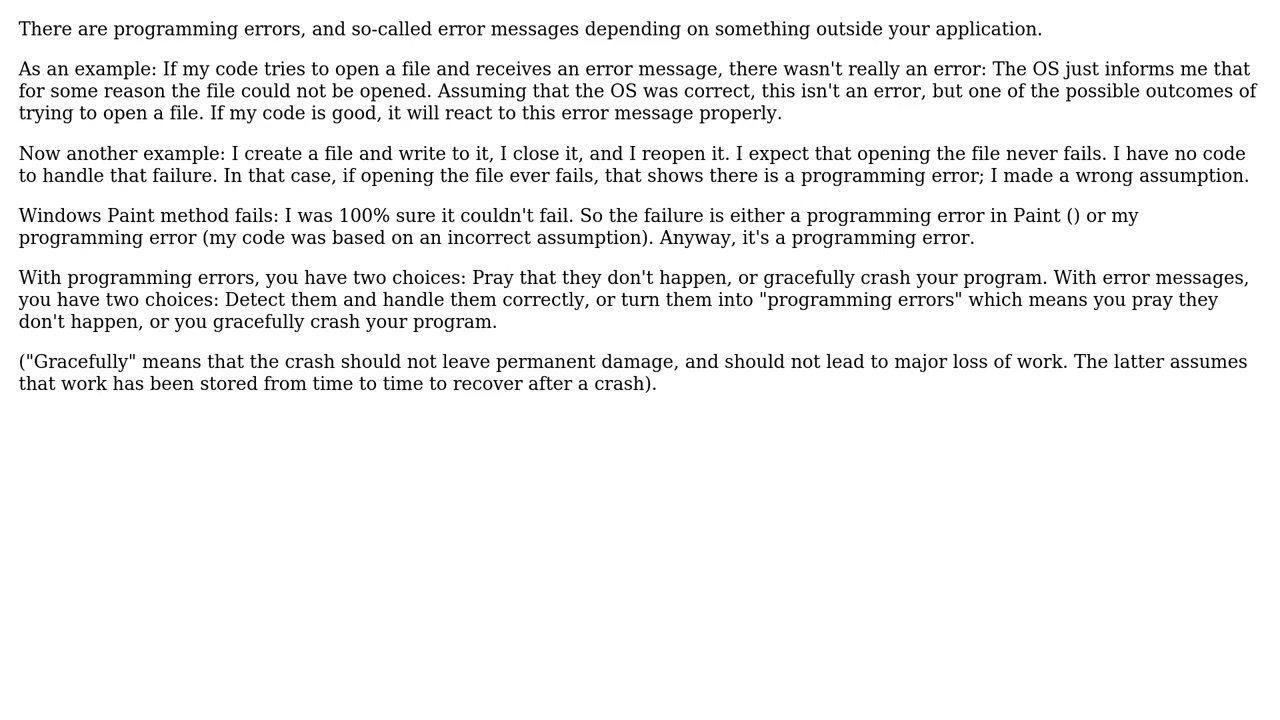 There are programming errors, and so-called error messages depending on something outside your application.
As an example: If my code tries to open a file and receives an error message, there wasn't really an error: The OS just informs me that
for some reason the file could not be opened. Assuming that the OS was correct, this isn't an error, but one of the possible outcomes of
trying to open a file. If my code is good, it will react to this error message properly.
Now another example: I create a file and write to it, I close it, and I reopen it. I expect that opening the file never fails. I have no code
to handle that failure. In that case, if opening the file ever fails, that shows there is a programming error; I made a wrong assumption.
Windows Paint method fails: I was 100% sure it couldn't fail. So the failure is either a programming error in Paint () or my
programming error (my code was based on an incorrect assumption). Anyway, it's a programming error.
With programming errors, you have two choices: Pray that they don't happen, or gracefully crash your program. With error messages,
you have two choices: Detect them and handle them correctly, or turn them into "programming errors" which means you pray they
don't happen, or you gracefully crash your program.
("Gracefully" means that the crash should not leave permanent damage, and should not lead to major loss of work. The latter assumes
that work has been stored from time to time to recover after a crash).